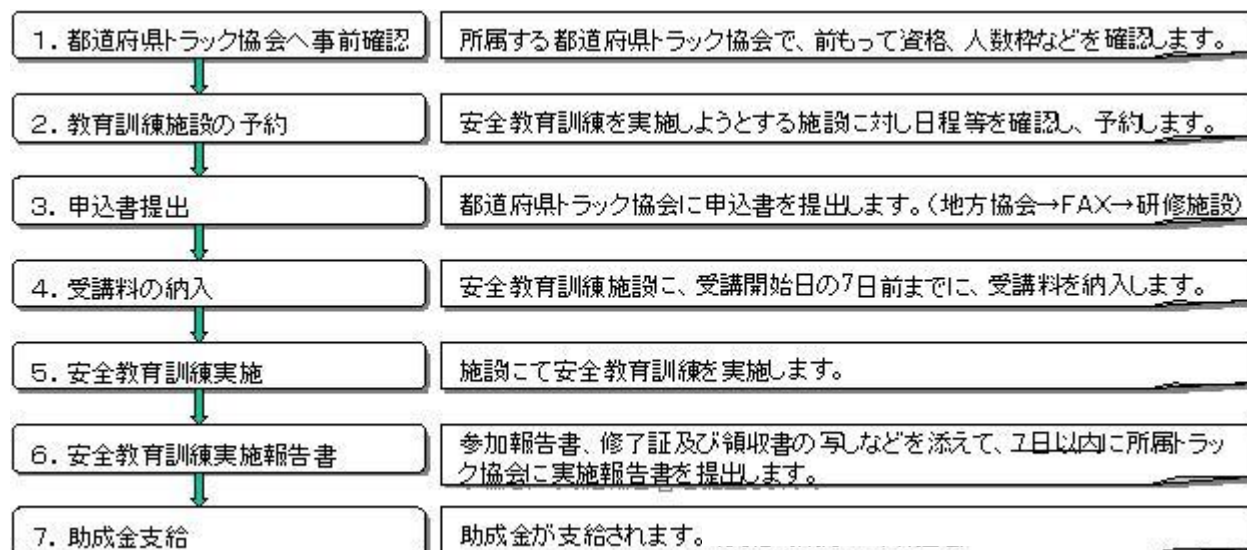 1. 都道府県トラック協会へ事前確認
所属する都道府県トラック協会で、前もって資格、人数枠などを確認します。
2. 教育訓練施設の予約
安全教育訓練を実施しようとする施設に対し日程等を確認し、予約します。
3. 申込書提出
都道府県トラック協会に申込書を提出します。(地方協会→FAX→研修施設)
4. 受講料の納入
安全教育訓練施設に、受講開始日の7日前までに、受講料を納入します。
5. 安全教育訓練実施
施設にて安全教育訓練を実施します。
6. 安全教育訓練実施報告書
参加報告書、修了証及び領収書の写しなどを添えて、7日以内に所属トラッ
ク協会に実施報告書を提出します。
7. 助成金支給
助成金が支給されます。